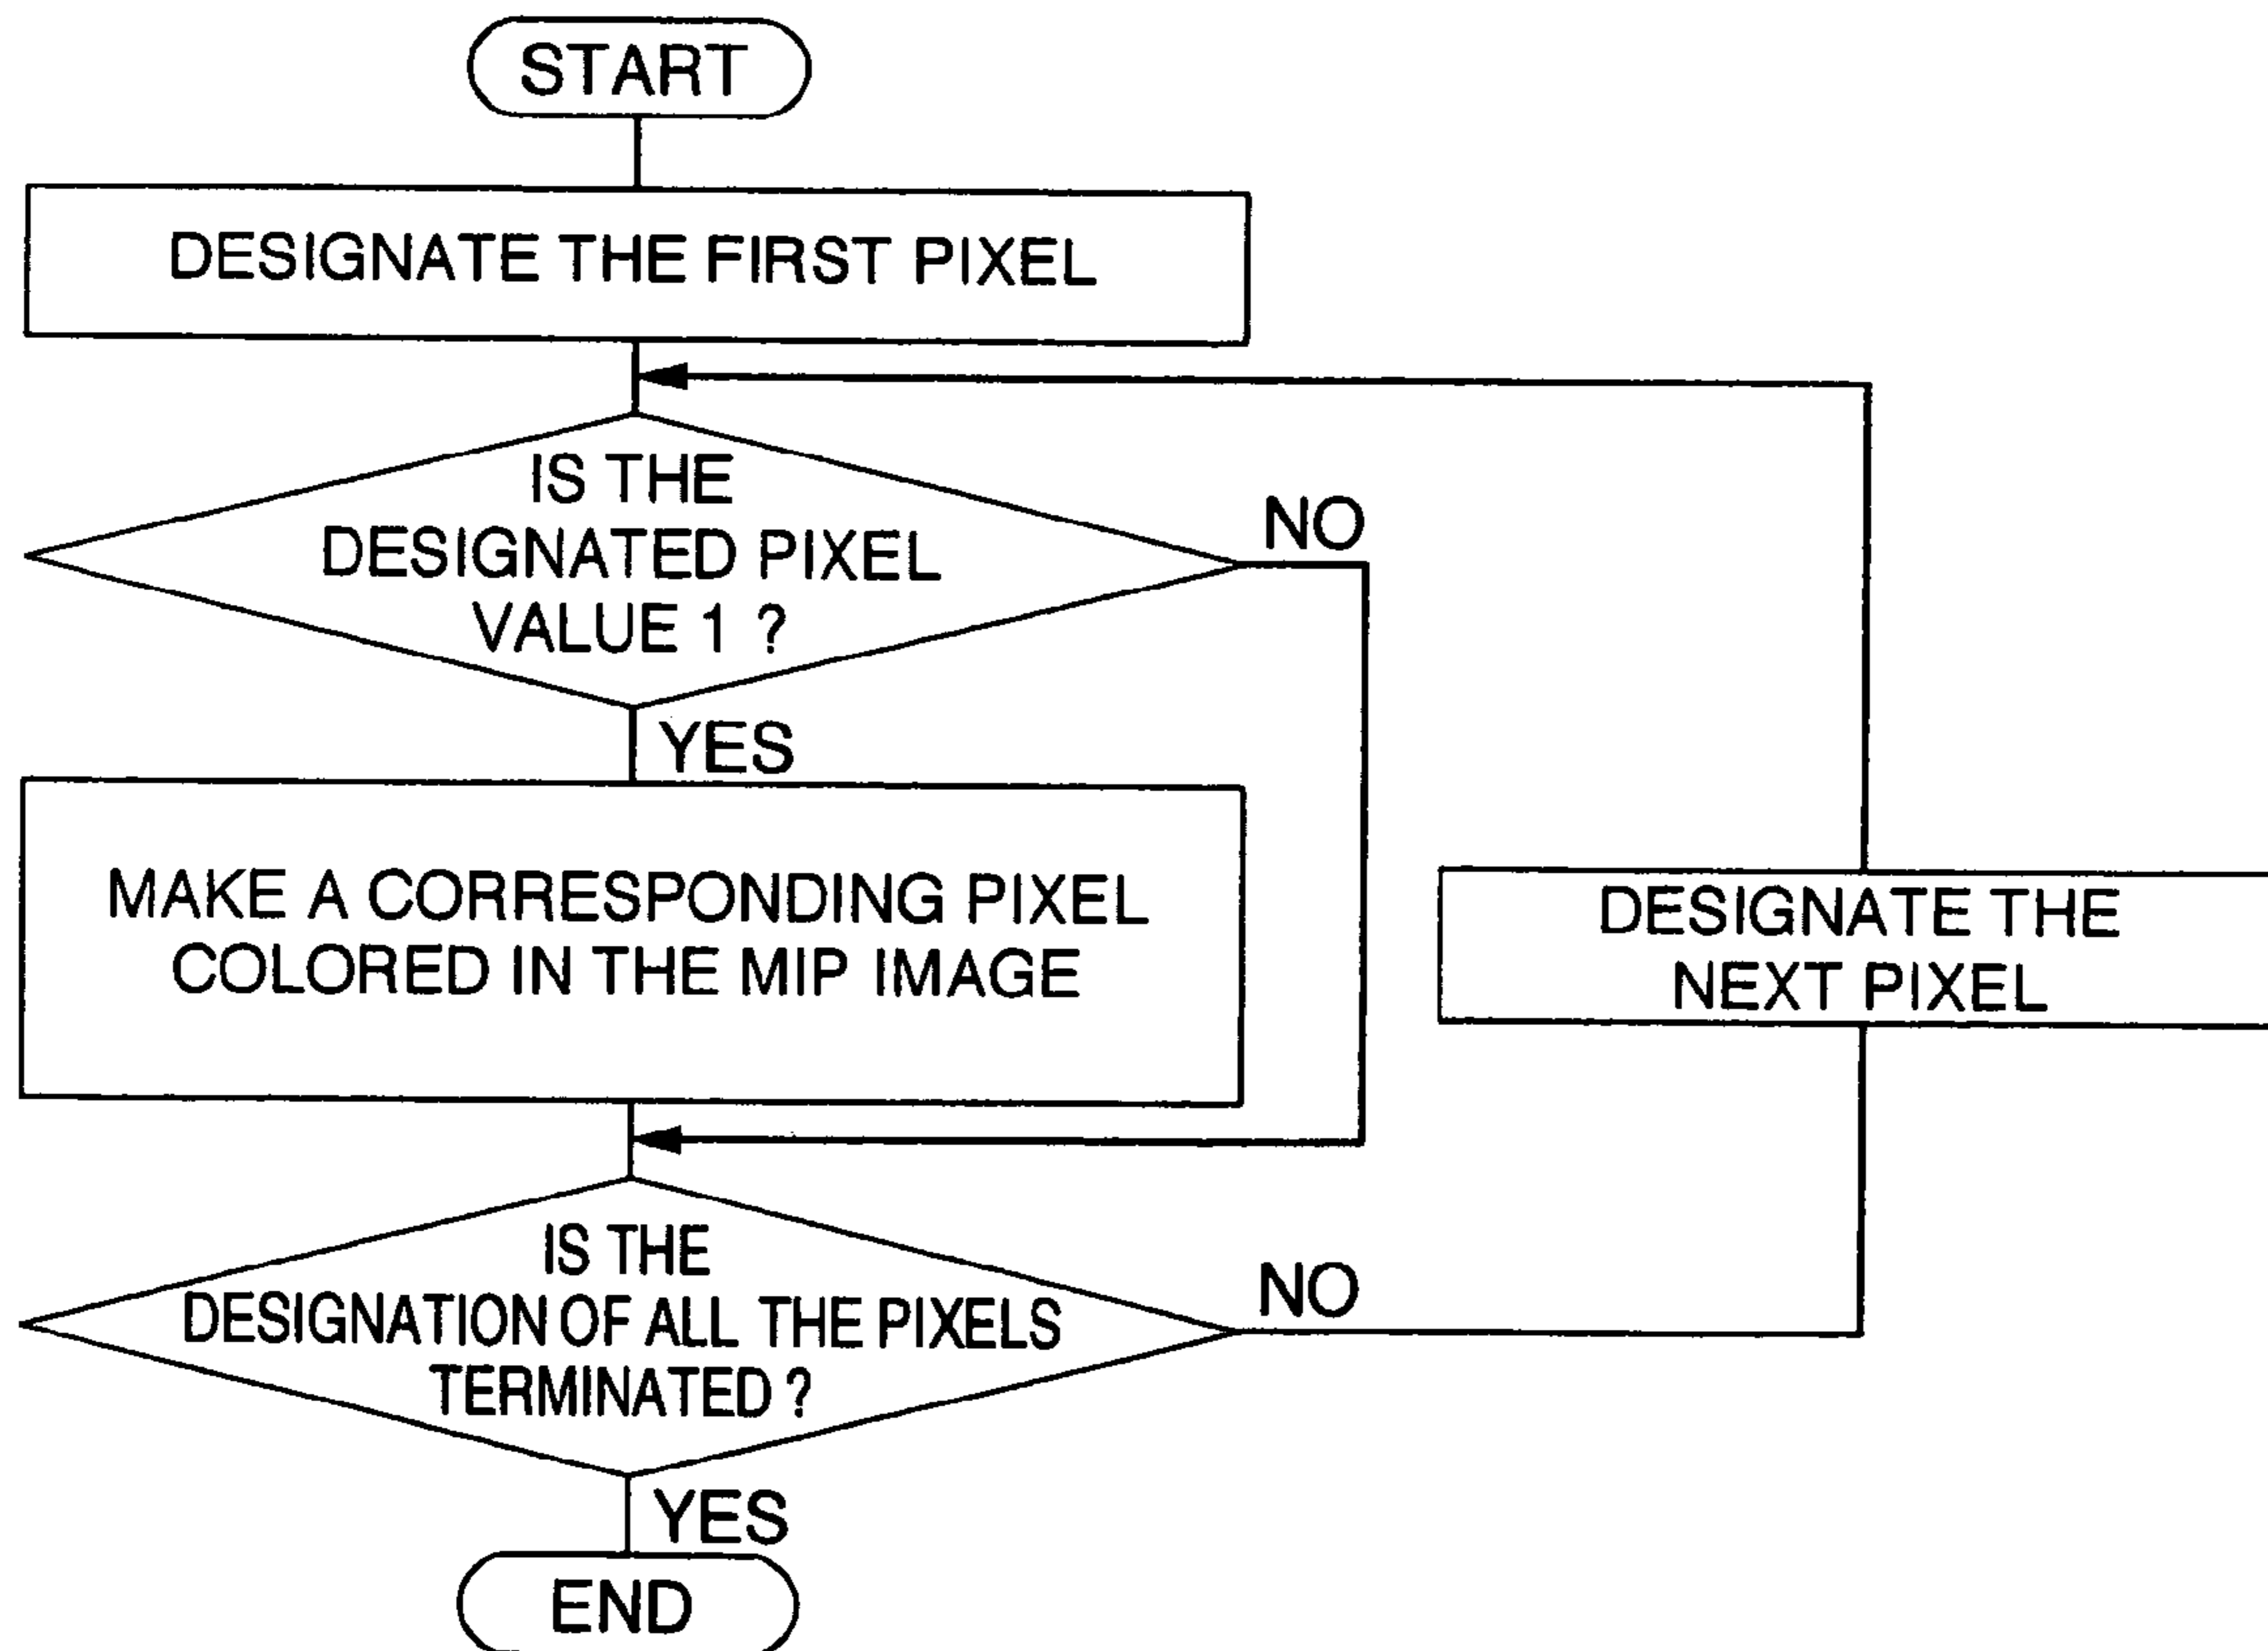 START
DESIGNATE THE FIRST PIXEL
IS THE
DESIGNATED PIXEL
VALUE 1 ?
NO
YES
MAKE A CORRESPONDING PIXEL
COLORED IN THE MIP IMAGE
DESIGNATE THE
NEXT PIXEL
IS THE
DESIGNATION OF ALL THE PIXELS
TERMINATED ?
NO
YES
END